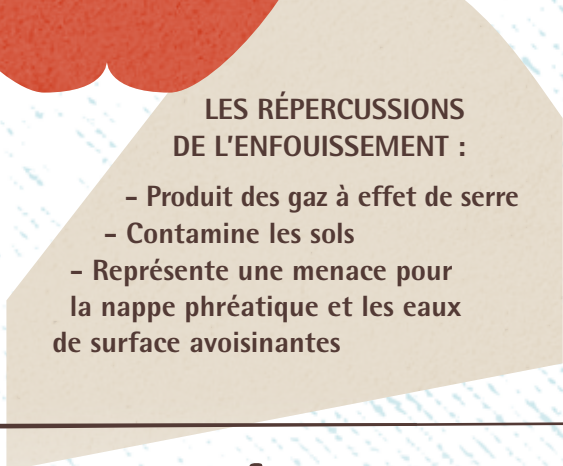 LES RÉPERCUSSIONS
DE L'ENFOUISSEMENT :
– Produit des gaz à effet de serre
– Contamine les sols
– Représente une menace pour
la nappe phréatique et les eaux
de surface avoisinantes